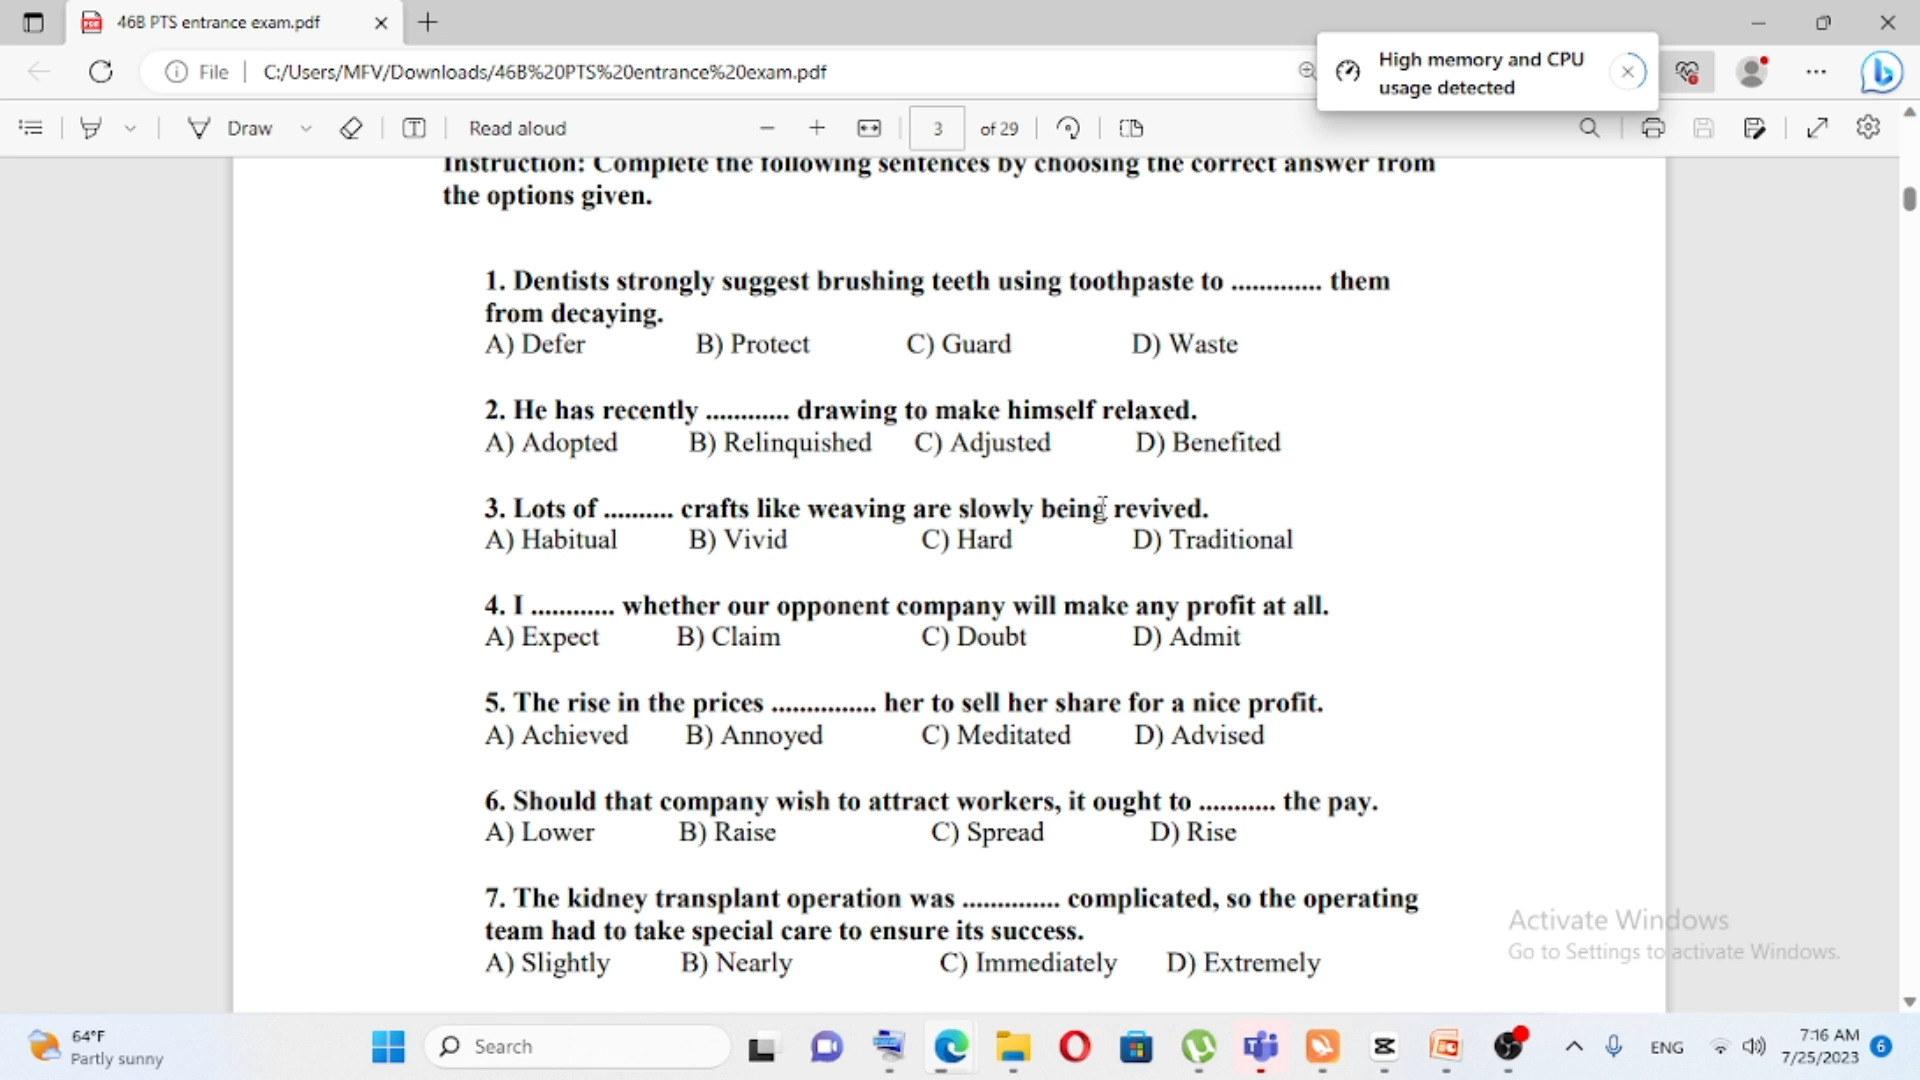 46B PTS entrance exam.pdf
High memory and CPU
usage detected
File C:/Users/MFV/Downloads/46B%20PTS%20entrance%20exam.pdf
Draw Read aloud 3 of 29
Instruction: Complete the following sentences by choosing the correct answer from
the options given.
1. Dentists strongly suggest brushing teeth using toothpaste to ............. them
from decaying.
A) Defer B) Protect C) Guard D) Waste
2. He has recently ............ drawing to make himself relaxed.
A) Adopted B) Relinquished C) Adjusted D) Benefited
3. Lots of .......... crafts like weaving are slowly being revived.
A) Habitual B) Vivid C) Hard D) Traditional
4. I ............ whether our opponent company will make any profit at all.
A) Expect B) Claim C) Doubt D) Admit
5. The rise in the prices ............... her to sell her share for a nice profit.
A) Achieved B) Annoyed C) Meditated D) Advised
6. Should that company wish to attract workers, it ought to ........... the pay.
A) Lower B) Raise C) Spread D) Rise
7. The kidney transplant operation was .............. complicated, so the operating
team had to take special care to ensure its success.
A) Slightly B) Nearly C) Immediately D) Extremely
Activate Windows
Go to Settings to activate Windows.
64°F
Partly sunny
Search
ENG
7:16 AM
7/25/2023
6